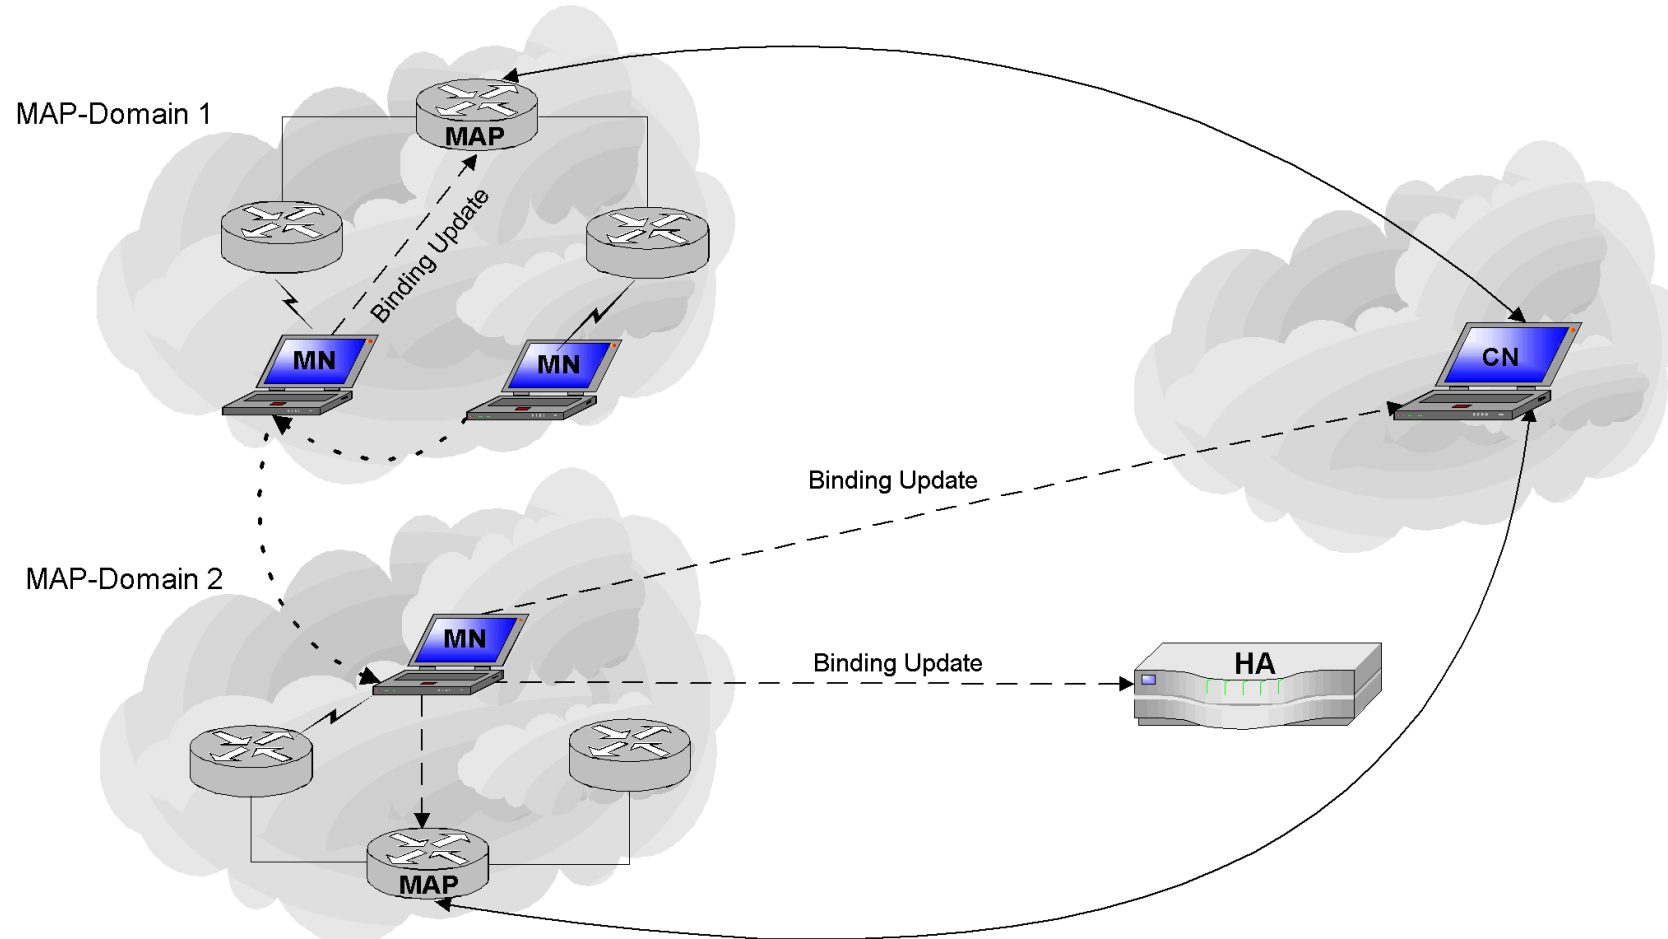 MAP-Domain 1
MAP
Binding Update
MN
MN
CN
Binding Update
MAP-Domain 2
MN
Binding Update
HA
MAP